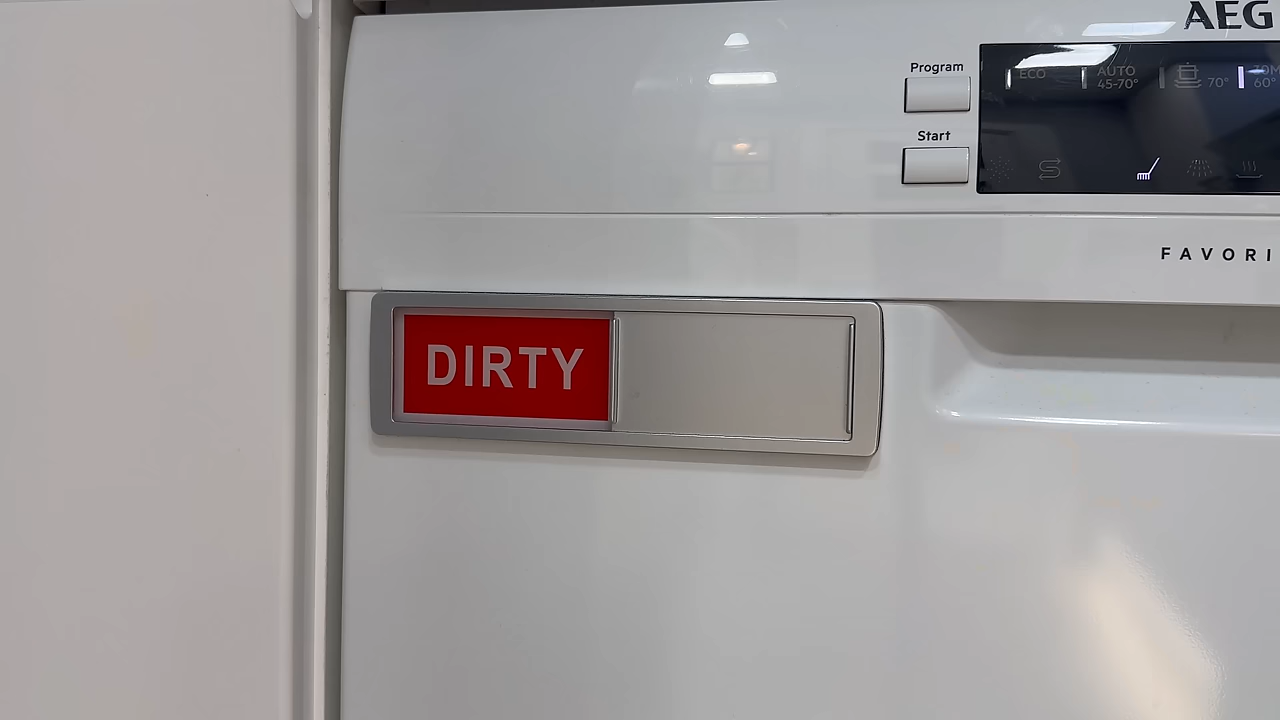 AEG
Program
ECO
AUTO
45-70°
70°
60°
Start
FAVORI
DIRTY